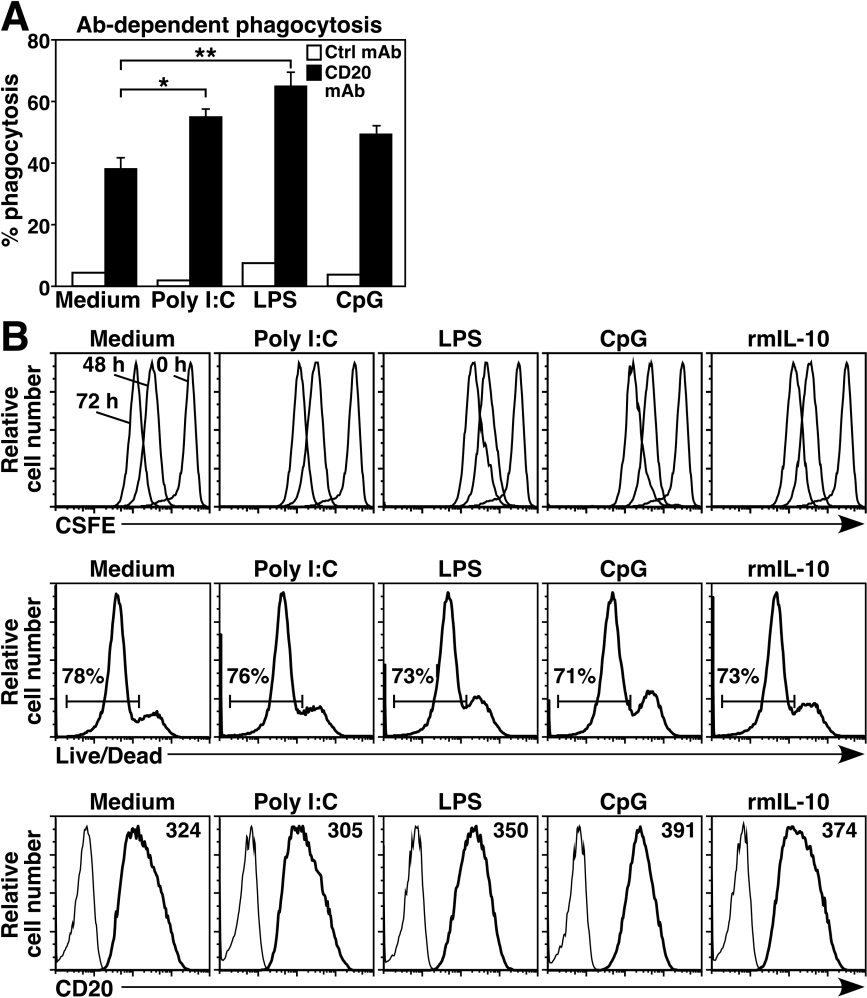 A
Ab-dependent phagocytosis
% phagocytosis
80
60
40
20
0
* **
Ctrl mAb
CD20
mAb
Medium Poly I:C LPS CpG
B
Medium Poly I:C LPS CpG rmIL-10
Relative
cell number
48 h 0 h
72 h
CSFE
Medium Poly I:C LPS CpG rmIL-10
Relative
cell number
78% 76% 73% 71% 73%
Live/Dead
Medium Poly I:C LPS CpG rmIL-10
Relative
cell number
324 305 350 391 374
CD20